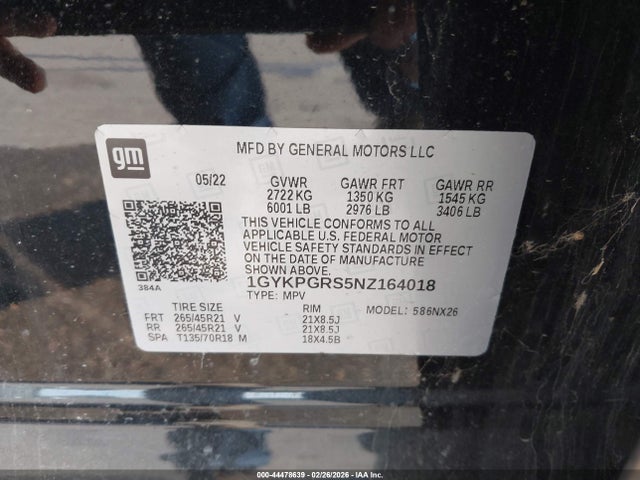 gm
MFD BY GENERAL MOTORS LLC
05/22 GVWR GAWR FRT GAWR RR
2722 KG 1350 KG 1545 KG
6001 LB 2976 LB 3406 LB
THIS VEHICLE CONFORMS TO ALL
APPLICABLE U.S. FEDERAL MOTOR
VEHICLE SAFETY STANDARDS IN EFFECT
ON THE DATE OF MANUFACTURE
SHOWN ABOVE.
384A 1GYKPGRS5NZ164018
TYPE: MPV
TIRE SIZE RIM MODEL: 586NX26
FRT 265/45R21 V 21X8.5J
RR 265/45R21 V 21X8.5J
SPA T135/70R18 M 18X4.5B
000-44478639 - 02/26/2026 - IAA Inc.